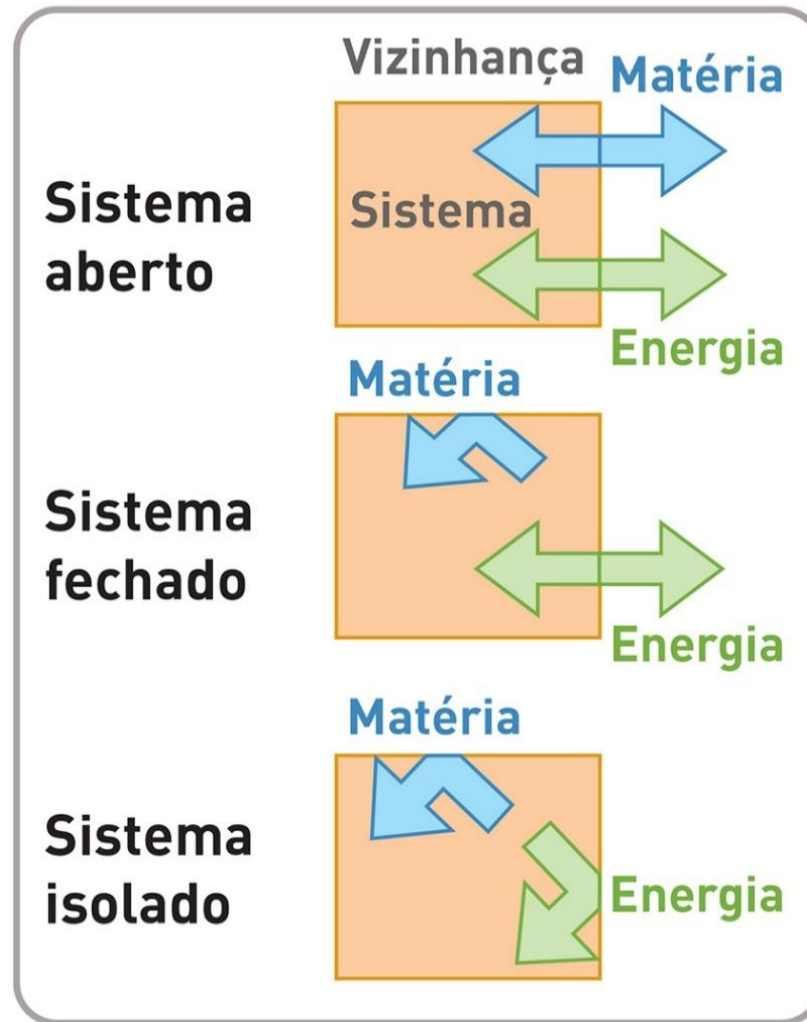 Vizinhança
Matéria
Sistema
aberto
Sistema
Energia
Matéria
Sistema
fechado
Energia
Matéria
Sistema
isolado
Energia